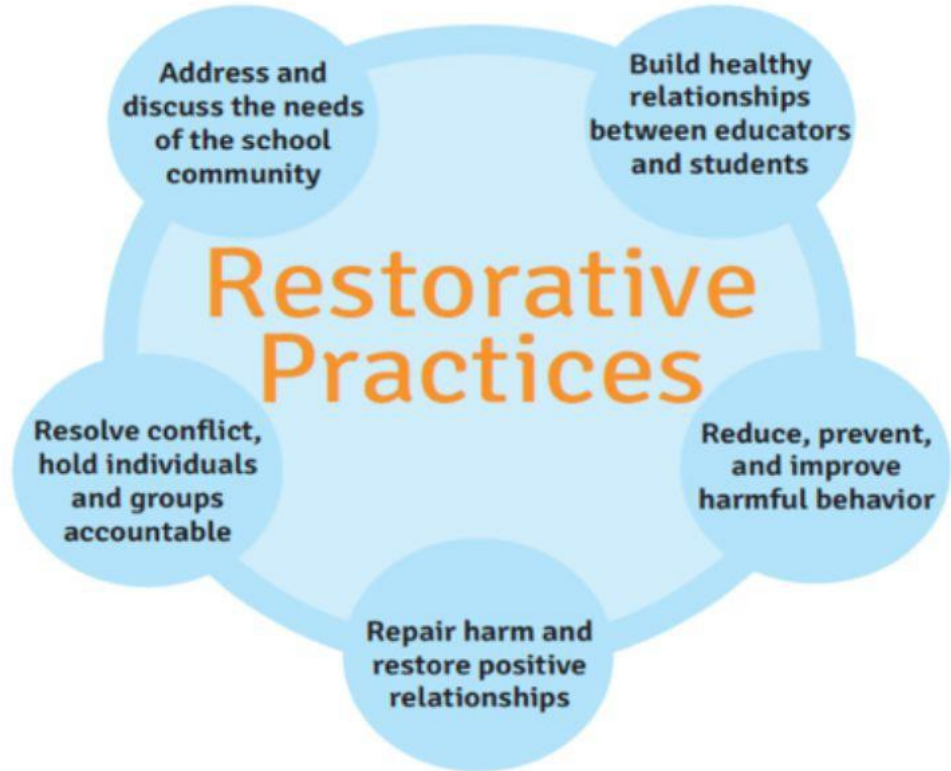 Address and
discuss the needs
of the school
community
Build healthy
relationships
between educators
and students
Restorative
Practices
Resolve conflict,
hold individuals
and groups
accountable
Reduce, prevent,
and improve
harmful behavior
Repair harm and
restore positive
relationships